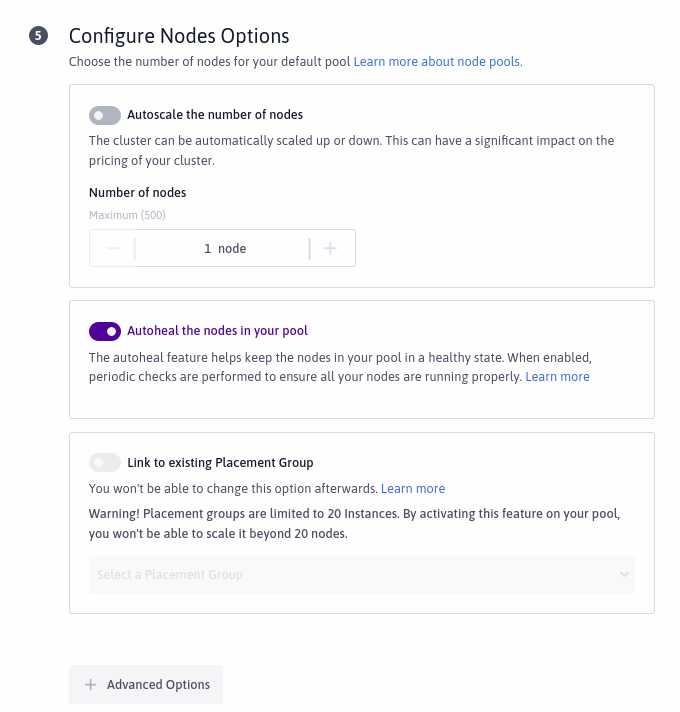 5 Configure Nodes Options
Choose the number of nodes for your default pool Learn more about node pools.
Autoscale the number of nodes
The cluster can be automatically scaled up or down. This can have a significant impact on the
pricing of your cluster.
Number of nodes
Maximum (500)
1 node
Autoheal the nodes in your pool
The autoheal feature helps keep the nodes in your pool in a healthy state. When enabled,
periodic checks are performed to ensure all your nodes are running properly. Learn more
Link to existing Placement Group
You won't be able to change this option afterwards. Learn more
Warning! Placement groups are limited to 20 Instances. By activating this feature on your pool,
you won't be able to scale it beyond 20 nodes.
Select a Placement Group
Advanced Options